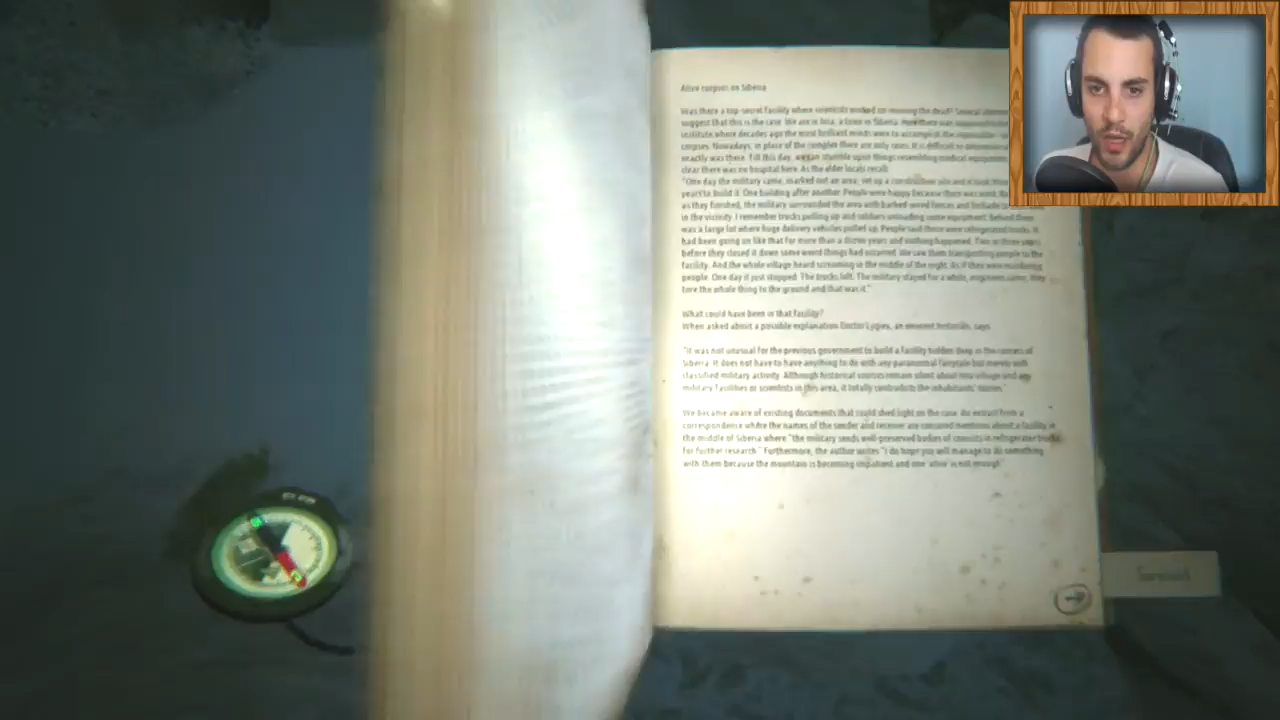 Alive corpses on Siberia
Was there a top-secret facility where scientists worked on reviving the dead? Several
suggest that this is the case. We are in a town in Siberia. Here there was
institute where decades ago the most brilliant minds were to accomplish the
corpses. Nowadays, in place of the complex there are only ruins. It is difficult to
exactly was there. Till this day, we can stumble upon things resembling medical equipment
clear there was no hospital here. As the elder locals recall:
"One day the military came, marked out an area, set up a construction site and it took
years to build it. One building after another. People were happy because there was work.
as they finished, the military surrounded the area with barbed wired fences and
in the vicinity. I remember trucks pulling up and soldiers unloading some equipment. Behind there
was a large lot where huge delivery vehicles pulled up. People said those were refrigerated trucks. It
had been going on like that for more than a dozen years and nothing happened. Two or three years
before they closed it down some weird things had occurred. We saw them transporting people to the
facility. And the whole village heard screaming in the middle of the night. As if they were murdering
people. One day it just stopped. The trucks left. The military stayed for a while, engineers came, they
tore the whole thing to the ground and that was it."
What could have been in that facility?
When asked about a possible explanation Doctor an eminent historian, says
"It was not unusual for the previous government to build a facility hidden deep in the corners of
Siberia. It does not have to have anything to do with any paranormal fairytale but merely with
classified military activity. Although historical sources remain silent about village and any
military facilities or scientists in this area, it totally contradicts the inhabitants' stories."
We became aware of existing documents that could shed light on the case. An extract from a
correspondence where the names of the sender and receiver are censored mentions about a facility in
the middle of Siberia where "the military sends well-preserved bodies of convicts in refrigerator trucks
for further research." Furthermore, the author writes "I do hope you will manage to do something
with them because the mountain is becoming impatient and one 'alive' is not enough"